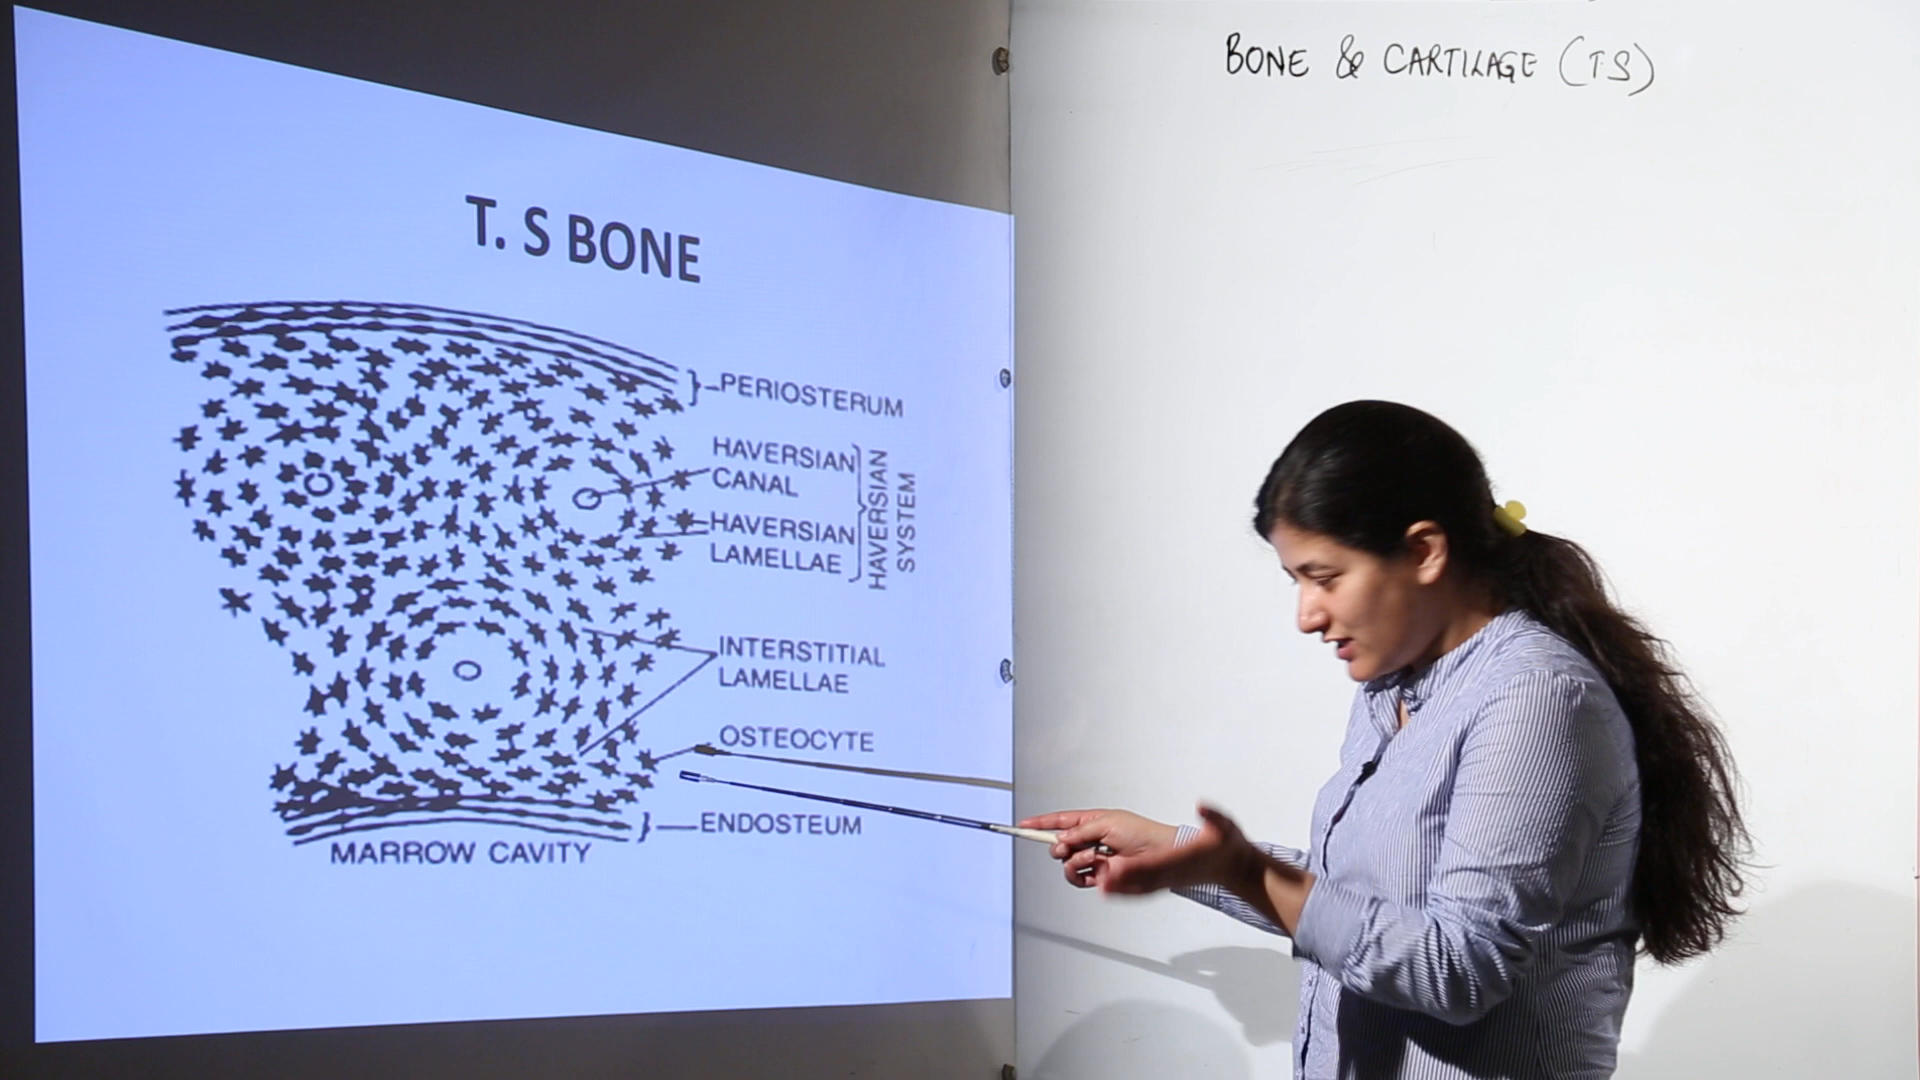 BONE & CARTILAGE (T.S)
T. S BONE
PERIOSTERUM
HAVERSIAN
CANAL
HAVERSIAN
LAMELLAE
HAVERSIAN
SYSTEM
INTERSTITIAL
LAMELLAE
OSTEOCYTE
ENDOSTEUM
MARROW CAVITY